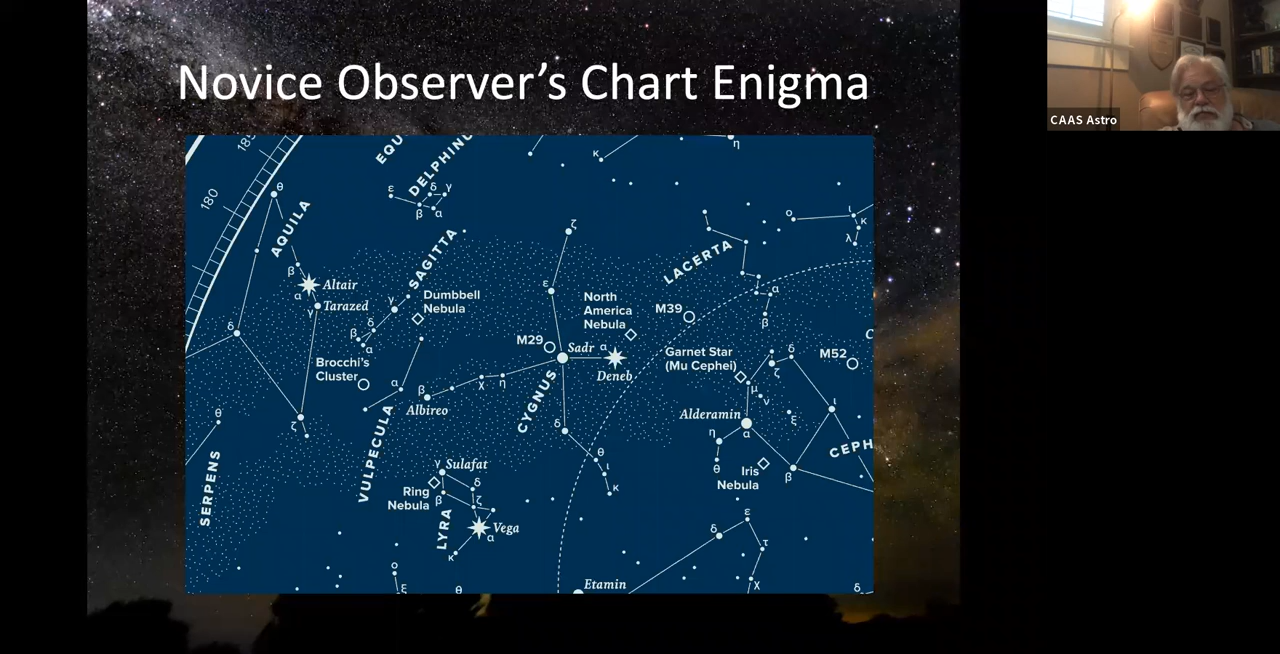 Novice Observer's Chart Enigma
CAAS Astro
180
EQU
DELPHINU
κ
η
θ
AQUILA
ε
δ
γ
β
α
ζ
ο
ι
κ
λ
SAGITTA
LACERTA
β
Altair
α
Tarazed
γ
ε
γ
Dumbbell
Nebula
North
America
Nebula
M39
α
β
δ
δ
β
α
Brocchi's
Cluster
M29
Sadr
α
Deneb
Garnet Star
(Mu Cephei)
δ
ζ
M52
C
μ
ν
ξ
ι
α
β
Albireo
χ
η
CYGNUS
Alderamin
α
η
θ
CEPH
θ
ζ
VULPECULA
δ
θ
ι
κ
Iris
Nebula
β
SERPENS
γ
Sulafat
Ring
Nebula
β
δ
ζ
LYRA
Vega
α
κ
ε
δ
τ
χ
ο
ξ
θ
Etamin
δ